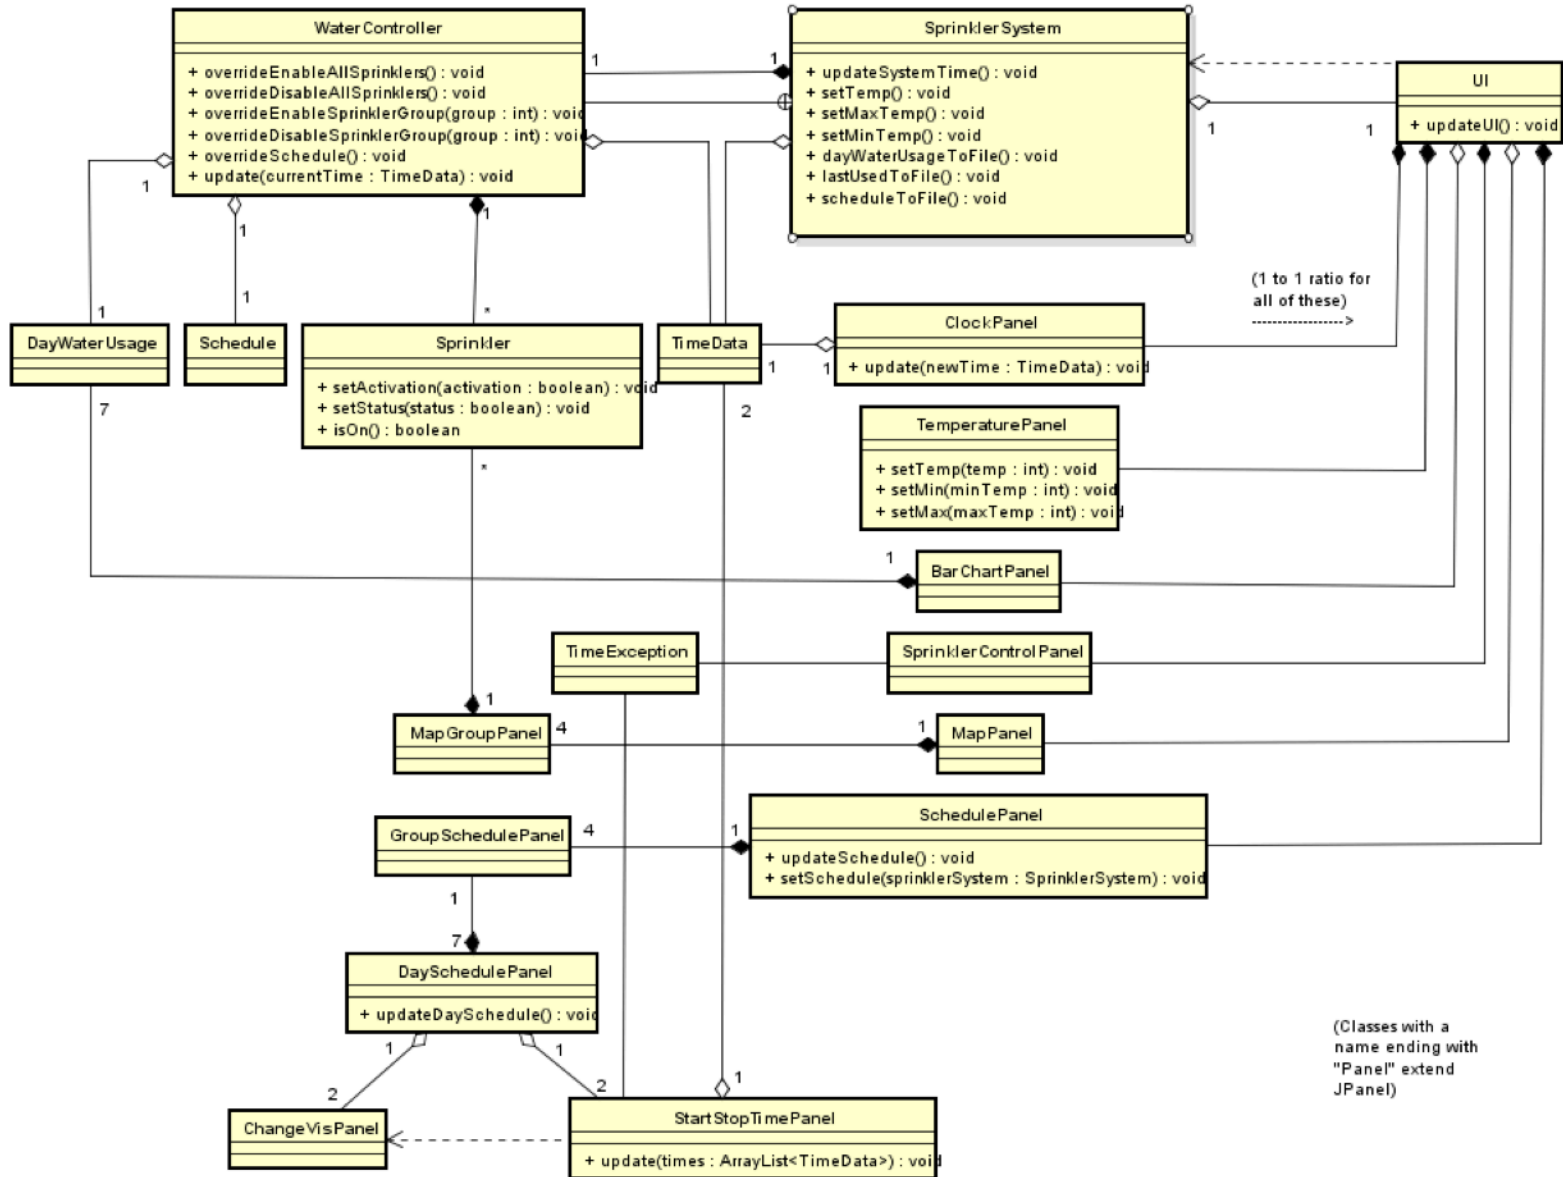 WaterController
+ overrideEnableAllSprinklers() : void
+ overrideDisableAllSprinklers() : void
+ overrideEnableSprinklerGroup(group : int) : void
+ overrideDisableSprinklerGroup(group : int) : void
+ overrideSchedule() : void
+ update(currentTime : TimeData) : void
1
1
SprinklerSystem
+ updateSystemTime() : void
+ setTemp() : void
+ setMaxTemp() : void
+ setMinTemp() : void
+ dayWaterUsageToFile() : void
+ lastUsedToFile() : void
+ scheduleToFile() : void
UI
+ updateUI() : void
1
1
1
1
1
1
1
*
(1 to 1 ratio for
all of these)
------------------>
DayWaterUsage
Schedule
Sprinkler
+ setActivation(activation : boolean) : void
+ setStatus(status : boolean) : void
+ isOn() : boolean
TimeData
ClockPanel
+ update(newTime : TimeData) : void
1
1
7
2
*
TemperaturePanel
+ setTemp(temp : int) : void
+ setMin(minTemp : int) : void
+ setMax(maxTemp : int) : void
1
BarChartPanel
TimeException
SprinklerControlPanel
1
MapGroupPanel
4
1
MapPanel
GroupSchedulePanel
4
1
SchedulePanel
+ updateSchedule() : void
+ setSchedule(sprinklerSystem : SprinklerSystem) : void
1
7
DaySchedulePanel
+ updateDaySchedule() : void
1
1
2
2
1
ChangeVisPanel
StartStopTimePanel
+ update(times : ArrayList<TimeData>) : void
(Classes with a
name ending with
"Panel" extend
JPanel)